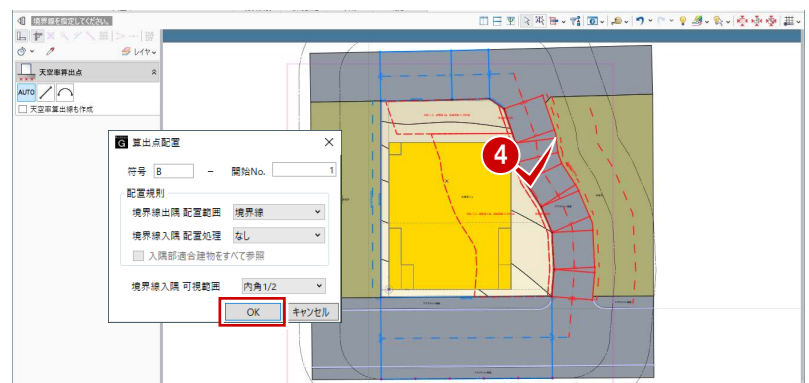 境界線を指定してください。
レイヤ
天空率算出点
AUTO
天空率算出線も作成
算出点配置
符号 B － 開始No. 1
配置規則
境界線出隅 配置範囲 境界線
境界線入隅 配置処理 なし
入隅部適合建物をすべて参照
境界線入隅 可視範囲 内角1/2
OK キャンセル
4